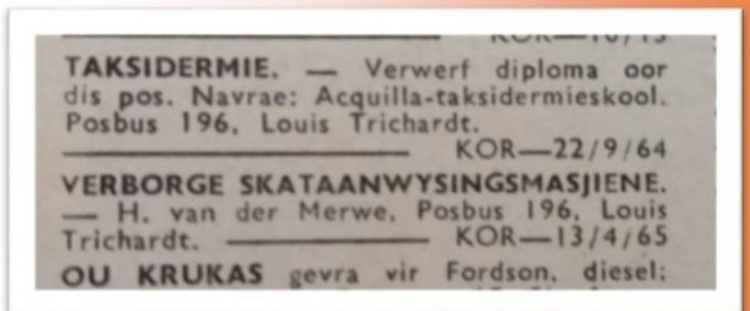 TAKSIDERMIE. — Verwerf diploma oor
dis pos. Navrae: Acquilla-taksidermieskool.
Posbus 196, Louis Trichardt.
KOR—22/9/64
VERBORGE SKATAANWYSINGSMASJIENE.
— H. van der Merwe, Posbus 196, Louis
Trichardt. KOR—13/4/65
OU KRUKAS gevra vir Fordson, diesel;